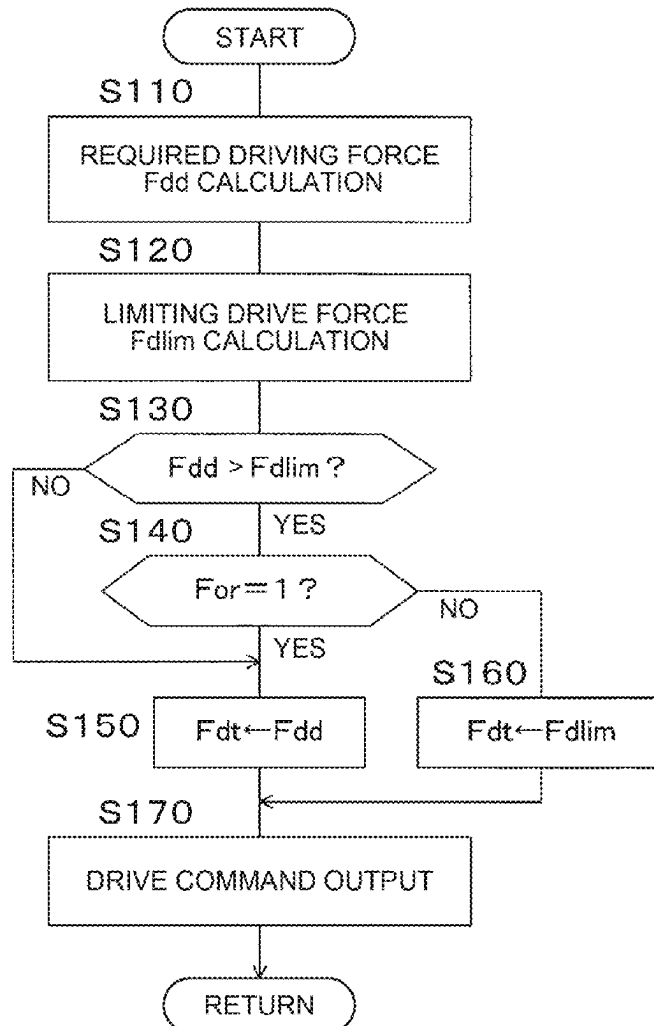 START
S110
REQUIRED DRIVING FORCE
Fdd CALCULATION
S120
LIMITING DRIVE FORCE
Fdlim CALCULATION
S130
Fdd > Fdlim ?
NO
YES
S140
For=1?
NO
YES
S160
S150
Fdt←Fdd
Fdt←Fdlim
S170
DRIVE COMMAND OUTPUT
RETURN